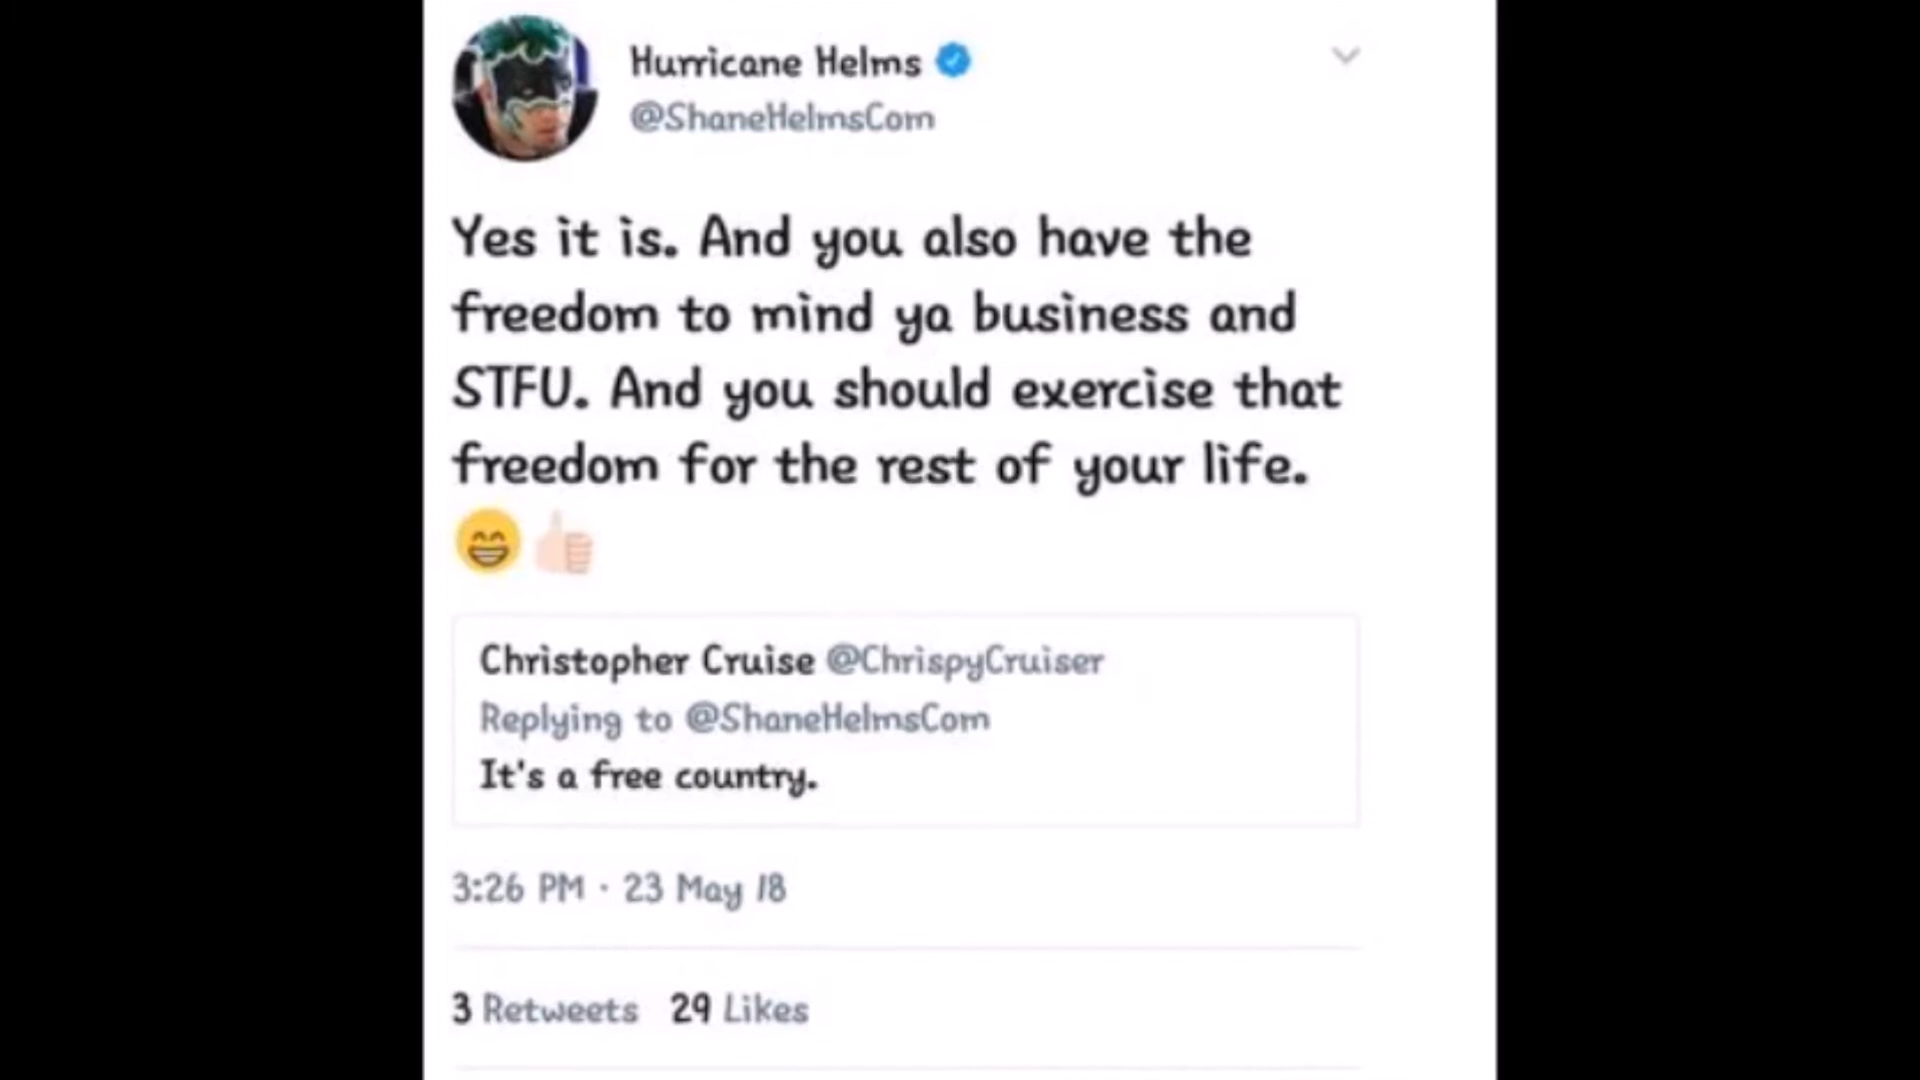 Hurricane Helms
@ShaneHelmsCom
Yes it is. And you also have the
freedom to mind ya business and
STFU. And you should exercise that
freedom for the rest of your life.
😁👍🏻
Christopher Cruise @ChrispyCruiser
Replying to @ShaneHelmsCom
It's a free country.
3:26 PM · 23 May 18
3 Retweets 29 Likes